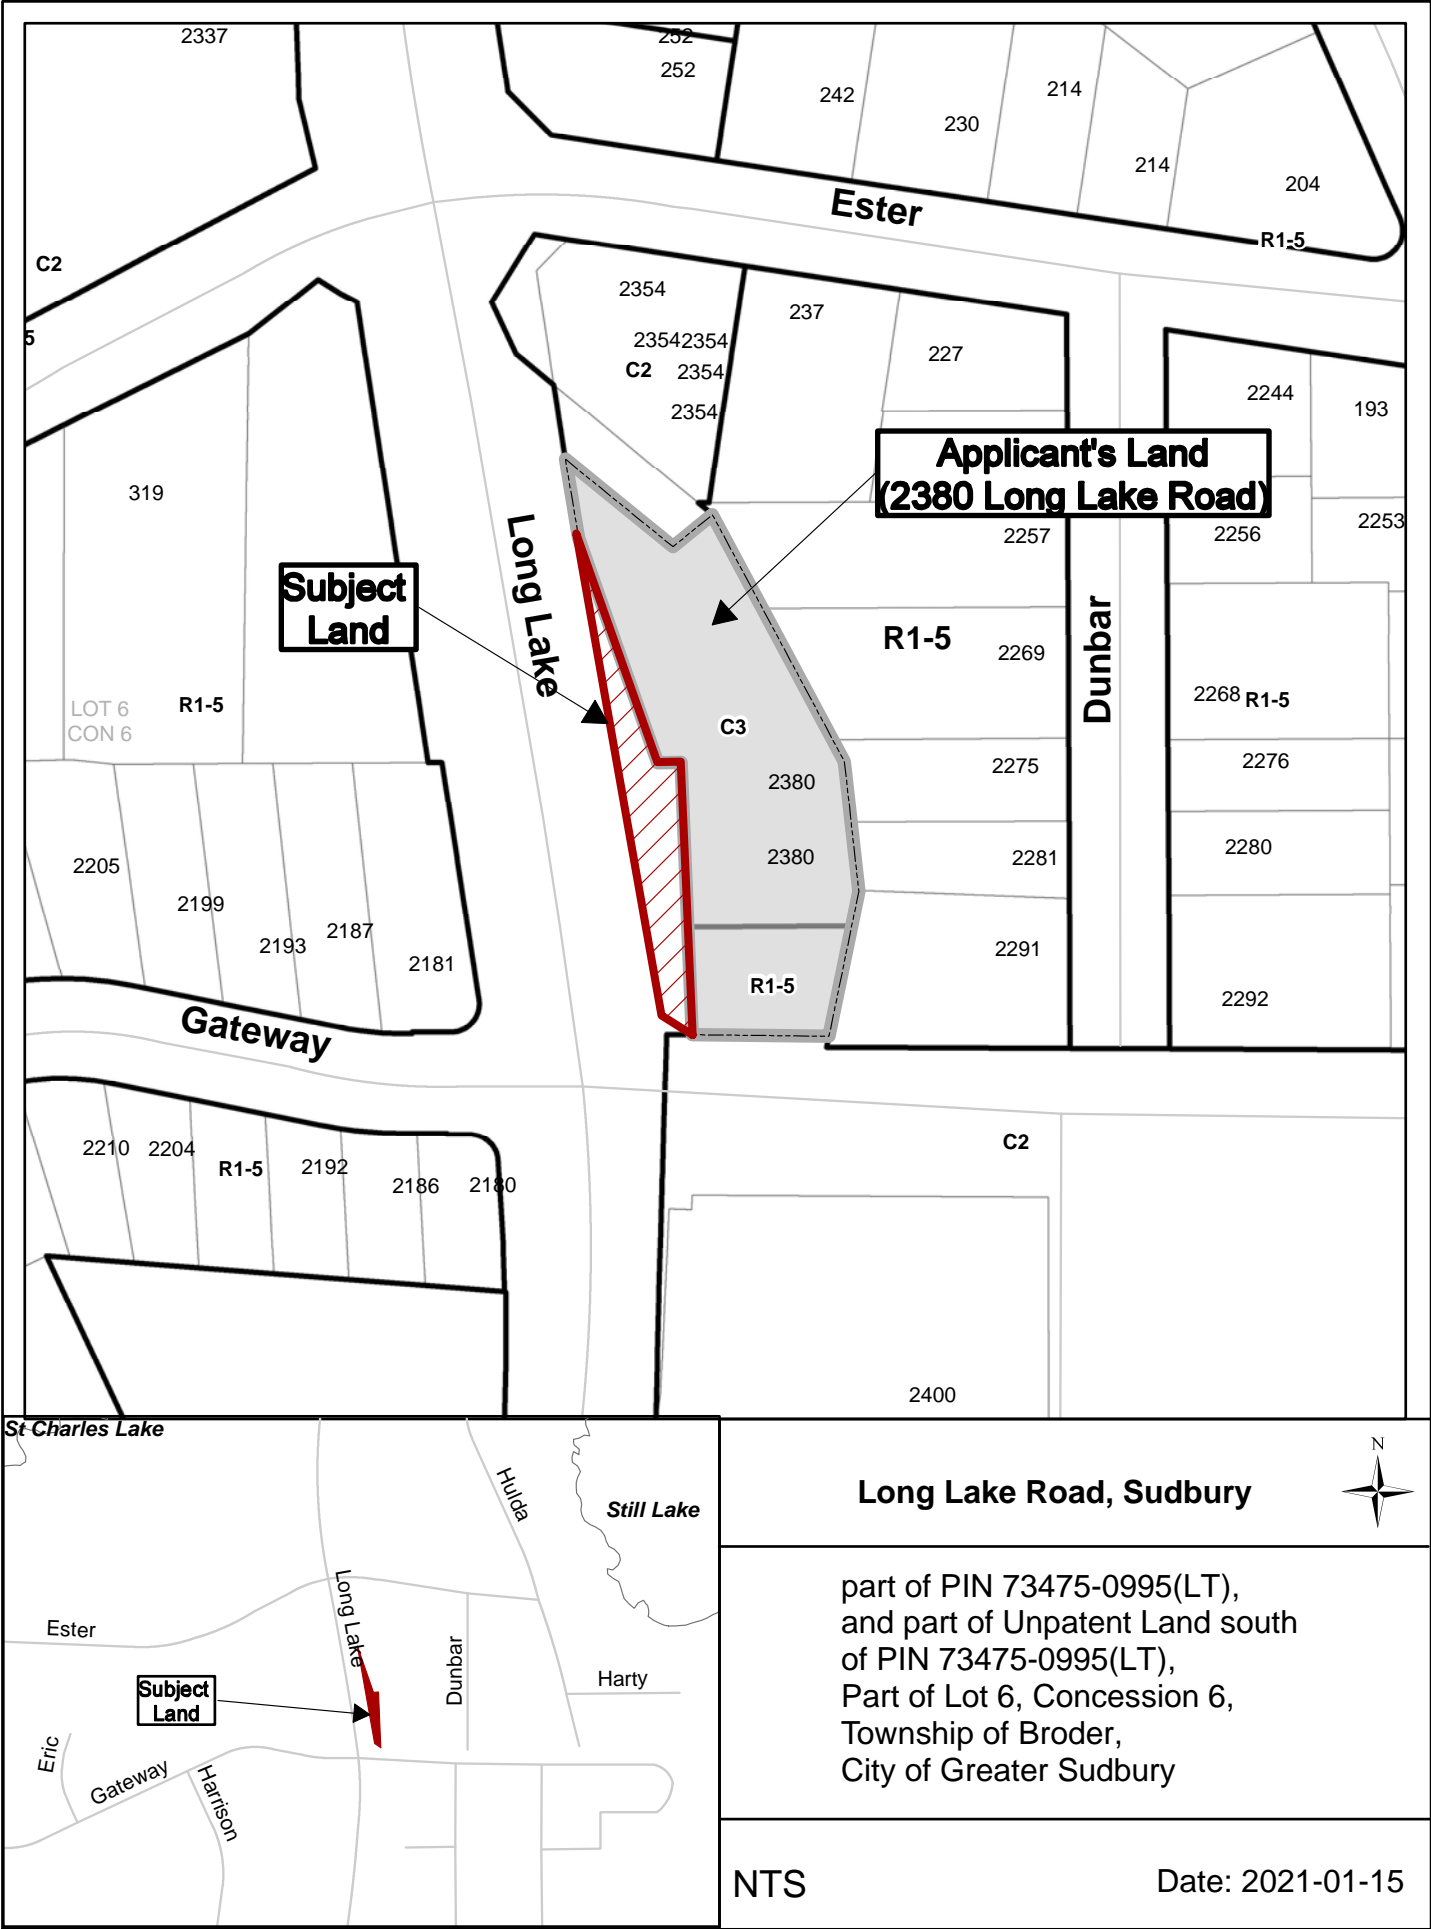 2337
252
252
242
230
214
214
204
Ester
R1-5
C2
5
2354
2354 2354
C2 2354
2354
237
227
2244
193
Applicant's Land
(2380 Long Lake Road)
319
2257
2256
2253
Long Lake
Subject
Land
Dunbar
R1-5
2269
2268 R1-5
LOT 6
CON 6
R1-5
C3
2380
2275
2276
2380
2281
2280
2205
2199
2193
2187
2181
2291
R1-5
2292
Gateway
2210
2204
R1-5
2192
2186
2180
C2
2400
St Charles Lake
Hulda
Still Lake
Long Lake
Ester
Dunbar
Harty
Subject
Land
Eric
Gateway
Harrison
Long Lake Road, Sudbury
N
part of PIN 73475-0995(LT),
and part of Unpatent Land south
of PIN 73475-0995(LT),
Part of Lot 6, Concession 6,
Township of Broder,
City of Greater Sudbury
NTS
Date: 2021-01-15